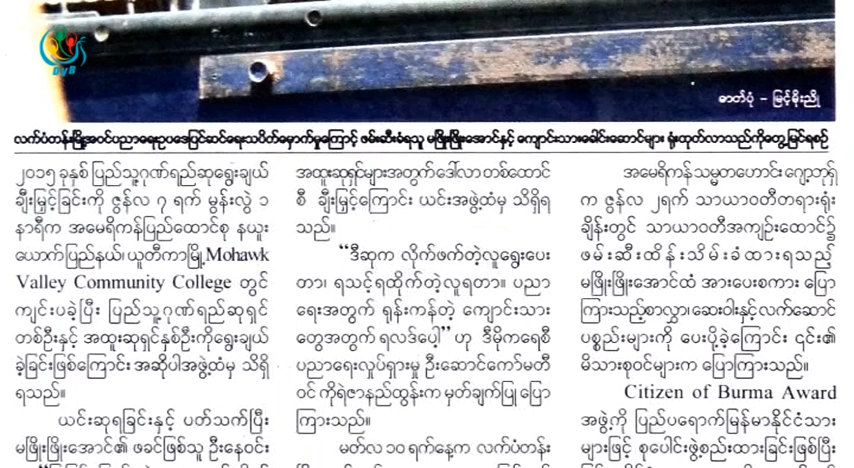 DVB
ဓာတ်ပုံ – မြင့်မိုးညို
လက်ပံတန်းမြို့အဝင်ပညာရေးဥပဒေပြင်ဆင်ရေးသပိတ်မှောက်မှုကြောင့် ဖမ်းဆီးခံရသူ မဖြိုးဖြိုးအောင်နှင့် ကျောင်းသားခေါင်းဆောင်များ ရုံးထုတ်လာသည်ကိုတွေ့မြင်ရစဉ်
၂၀၁၅ ခုနှစ် ပြည်သူ့ဂုဏ်ရည်ဆုရွေးချယ်
ချီးမြှင့်ခြင်းကို ဇွန်လ ၇ ရက် မွန်းလွဲ ၁
နာရီက အမေရိကန်ပြည်ထောင်စု နယူး
ယောက်ပြည်နယ်၊ ယူတီကာမြို့ Mohawk
Valley Community College တွင်
ကျင်းပခဲ့ပြီး ပြည်သူ့ဂုဏ်ရည်ဆုရှင်
တစ်ဦးနှင့် အထူးဆုရှင်နှစ်ဦးကိုရွေးချယ်
ခဲ့ခြင်းဖြစ်ကြောင်း အဆိုပါအဖွဲ့ထံမှ သိရှိ
ရသည်။
ယင်းဆုရခြင်းနှင့် ပတ်သက်ပြီး
မဖြိုးဖြိုးအောင်၏ ဖခင်ဖြစ်သူ ဦးနေဝင်း
အထူးဆုရှင်များအတွက် ဒေါ်လာ တစ်ထောင်
စီ ချီးမြှင့်ကြောင်း ယင်းအဖွဲ့ထံမှ သိရှိရ
သည်။
“ဒီဆုက လိုက်ဖက်တဲ့လူရွေးပေး
တာ၊ ရသင့်ရထိုက်တဲ့လူရတာ။ ပညာ
ရေးအတွက် ရုန်းကန်တဲ့ ကျောင်းသား
တွေအတွက် ရလဒ်ပေါ့” ဟု ဒီမိုကရေစီ
ပညာရေးလှုပ်ရှားမှု ဦးဆောင်ကော်မတီ
ဝင် ကိုရဲဇာနည်ထွန်းက မှတ်ချက်ပြု ပြော
ကြားသည်။
မတ်လ ၁၀ ရက်နေ့က လက်ပံတန်း
အမေရိကန်သမ္မတဟောင်း ဂျော့ဘုရှ်
က ဇွန်လ ၂ရက် သာယာဝတီတရားရုံး
ချိန်းတွင် သာယာဝတီအကျဉ်းထောင်၌
ဖမ်းဆီးထိန်းသိမ်းခံထားရသည့်
မဖြိုးဖြိုးအောင်ထံ အားပေးစကား ပြော
ကြားသည့်စာလွှာ၊ ဆေးဝါးနှင့်လက်ဆောင်
ပစ္စည်းများကို ပေးပို့ခဲ့ကြောင်း ၎င်း၏
မိသားစုဝင်များက ပြောကြားသည်။
Citizen of Burma Award
အဖွဲ့ကို ပြည်ပရောက်မြန်မာနိုင်ငံသား
များဖြင့် စုပေါင်းဖွဲ့စည်းထားခြင်းဖြစ်ပြီး